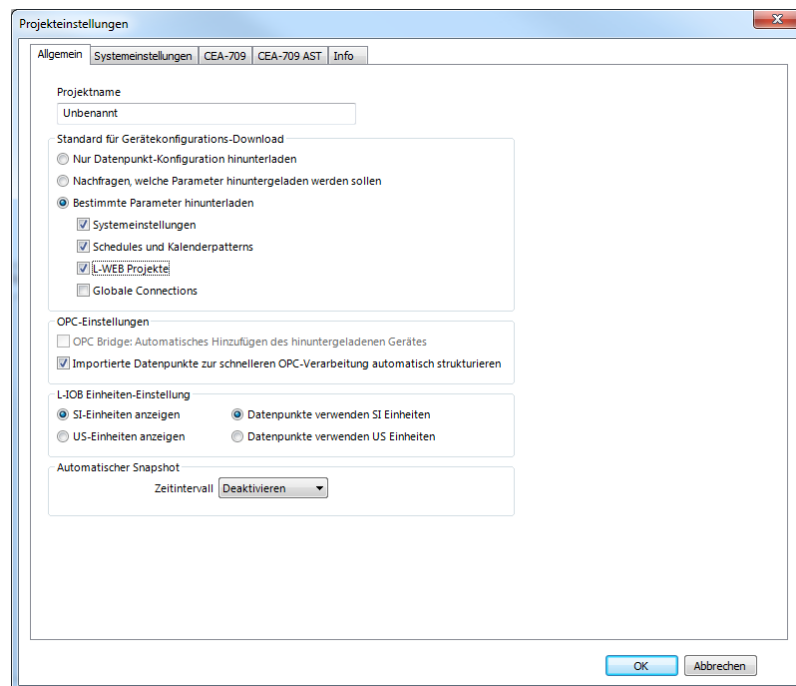 Projekteinstellungen
Allgemein Systemeinstellungen CEA-709 CEA-709 AST Info
Projektname
Unbenannt
Standard für Gerätekonfigurations-Download
Nur Datenpunkt-Konfiguration hinunterladen
Nachfragen, welche Parameter huntergeladen werden sollen
Bestimmte Parameter hinunterladen
Systemeinstellungen
Schedules und Kalenderpatterns
L-WEB Projekte
Globale Connections
OPC-Einstellungen
OPC Bridge: Automatisches Hinzufügen des hinuntergeladenen Gerätes
Importierte Datenpunkte zur schnelleren OPC-Verarbeitung automatisch strukturieren
L-IOB Einheiten-Einstellung
SI-Einheiten anzeigen Datenpunkte verwenden SI Einheiten
US-Einheiten anzeigen Datenpunkte verwenden US Einheiten
Automatischer Snapshot
Zeitintervall Deaktivieren
OK Abbrechen